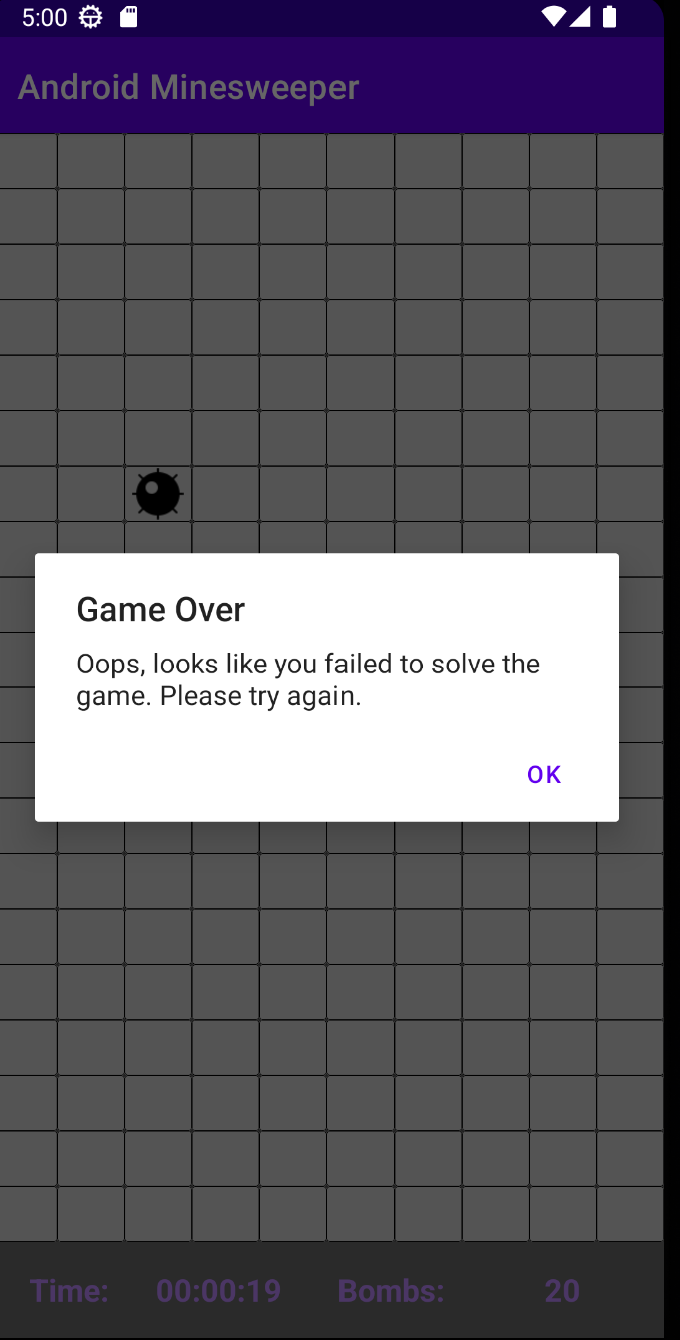 5:00
Android Minesweeper
Game Over
Oops, looks like you failed to solve the
game. Please try again.
OK
Time: 00:00:19 Bombs: 20